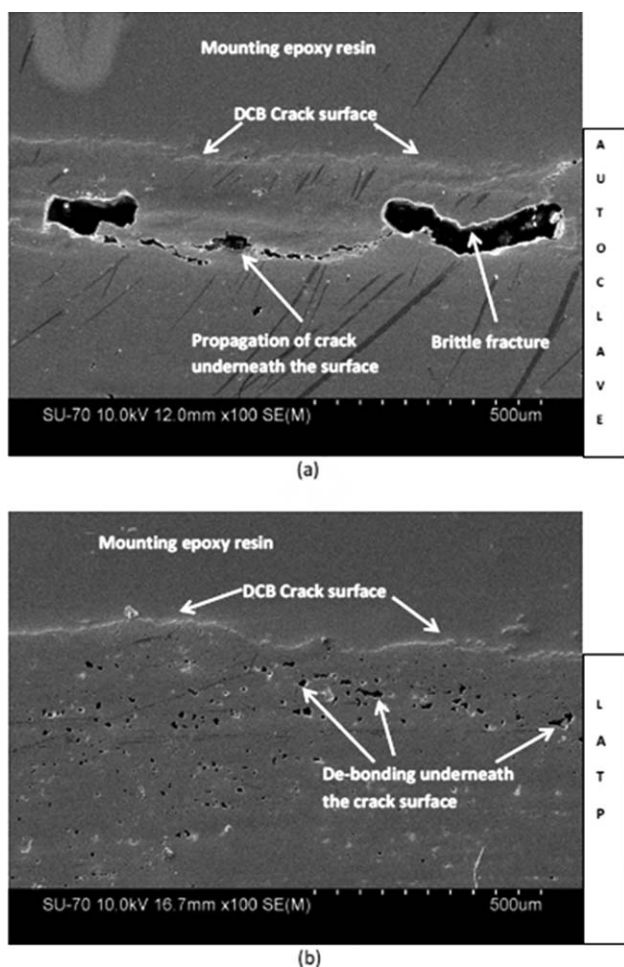 Mounting epoxy resin
DCB Crack surface
Propagation of crack
underneath the surface
Brittle fracture
SU-70 10.0kV 12.0mm x100 SE(M)
500um
AUTOCLAVE
(a)
Mounting epoxy resin
DCB Crack surface
De-bonding underneath
the crack surface
SU-70 10.0kV 16.7mm x100 SE(M)
500um
LATP
(b)